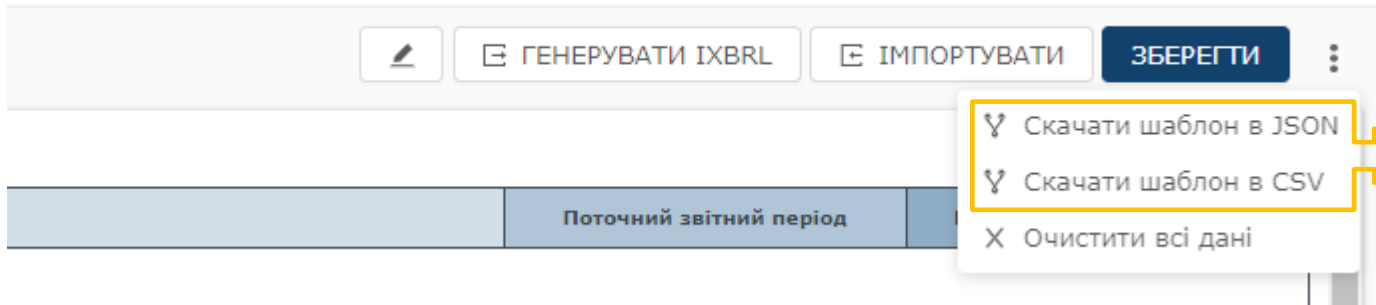 ГЕНЕРУВАТИ IXBRL ІМПОРТУВАТИ ЗБЕРЕГТИ
Скачати шаблон в JSON
Скачати шаблон в CSV
Поточний звітний період
Очистити всі дані